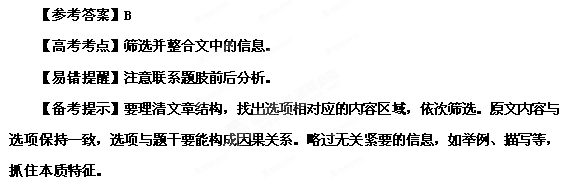 【参考答案】B
【高考考点】筛选并整合文中的信息。
【易错提醒】注意联系题肢前后分析。
【备考提示】要理清文章结构，找出选项相对应的内容区域，依次筛选。原文内容与
选项保持一致，选项与题干要能构成因果关系。略过无关紧要的信息，如举例、描写等，
抓住本质特征。